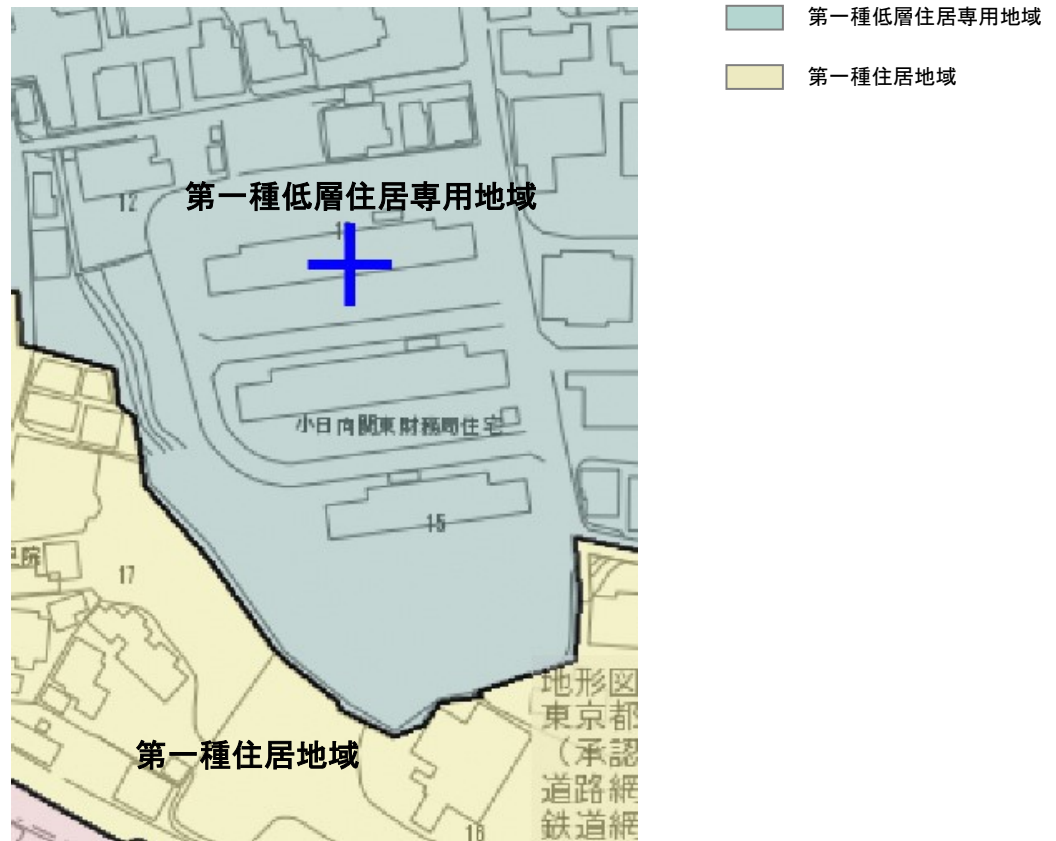 第一種低層住居専用地域
第一種住居地域
12
第一種低層住居専用地域
小日向関東財務局住宅
15
17
地形図
東京都
(承認
第一種住居地域
道路網
鉄道網
16